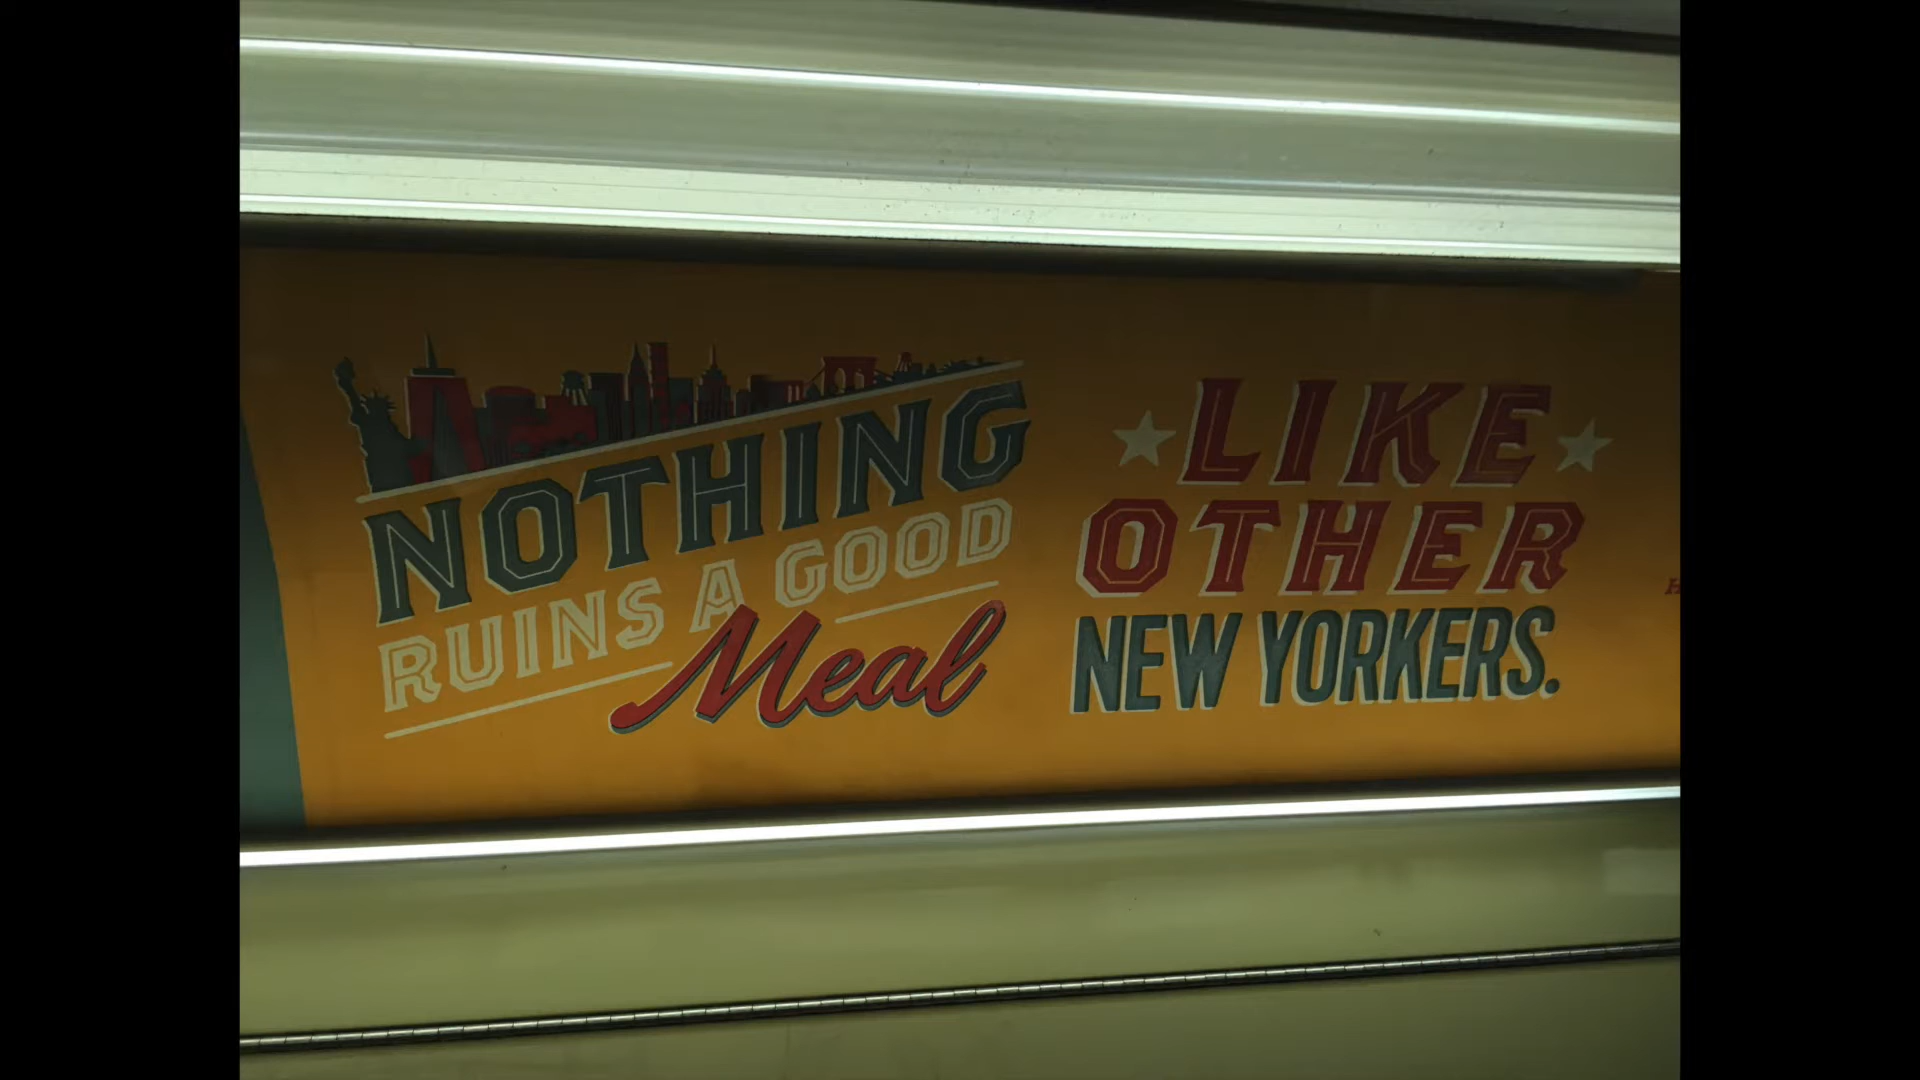 NOTHING
RUINS A GOOD
Meal
LIKE
OTHER
NEW YORKERS.